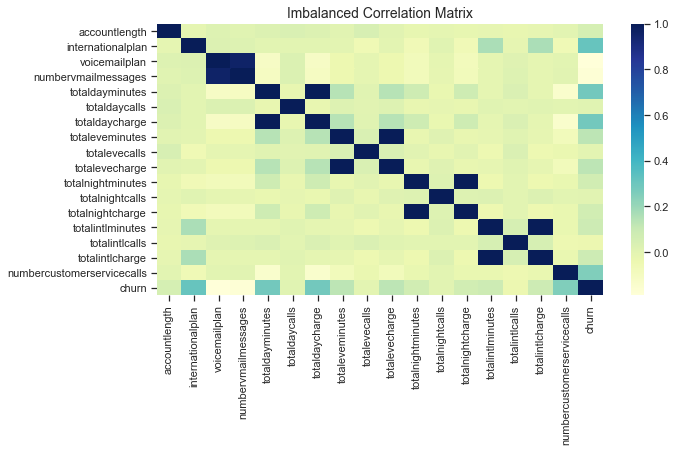 Imbalanced Correlation Matrix
accountlength
internationalplan
voicemailplan
numbervmailmessages
totaldayminutes
totaldaycalls
totaldaycharge
totaleveminutes
totalevecalls
totalevecharge
totalnightminutes
totalnightcalls
totalnightcharge
totalintlminutes
totalintlcalls
totalintlcharge
numbercustomerservicecalls
churn
accountlength
internationalplan
voicemailplan
numbervmailmessages
totaldayminutes
totaldaycalls
totaldaycharge
totaleveminutes
totalevecalls
totalevecharge
totalnightminutes
totalnightcalls
totalnightcharge
totalintlminutes
totalintlcalls
totalintlcharge
numbercustomerservicecalls
churn
1.0
0.8
0.6
0.4
0.2
0.0